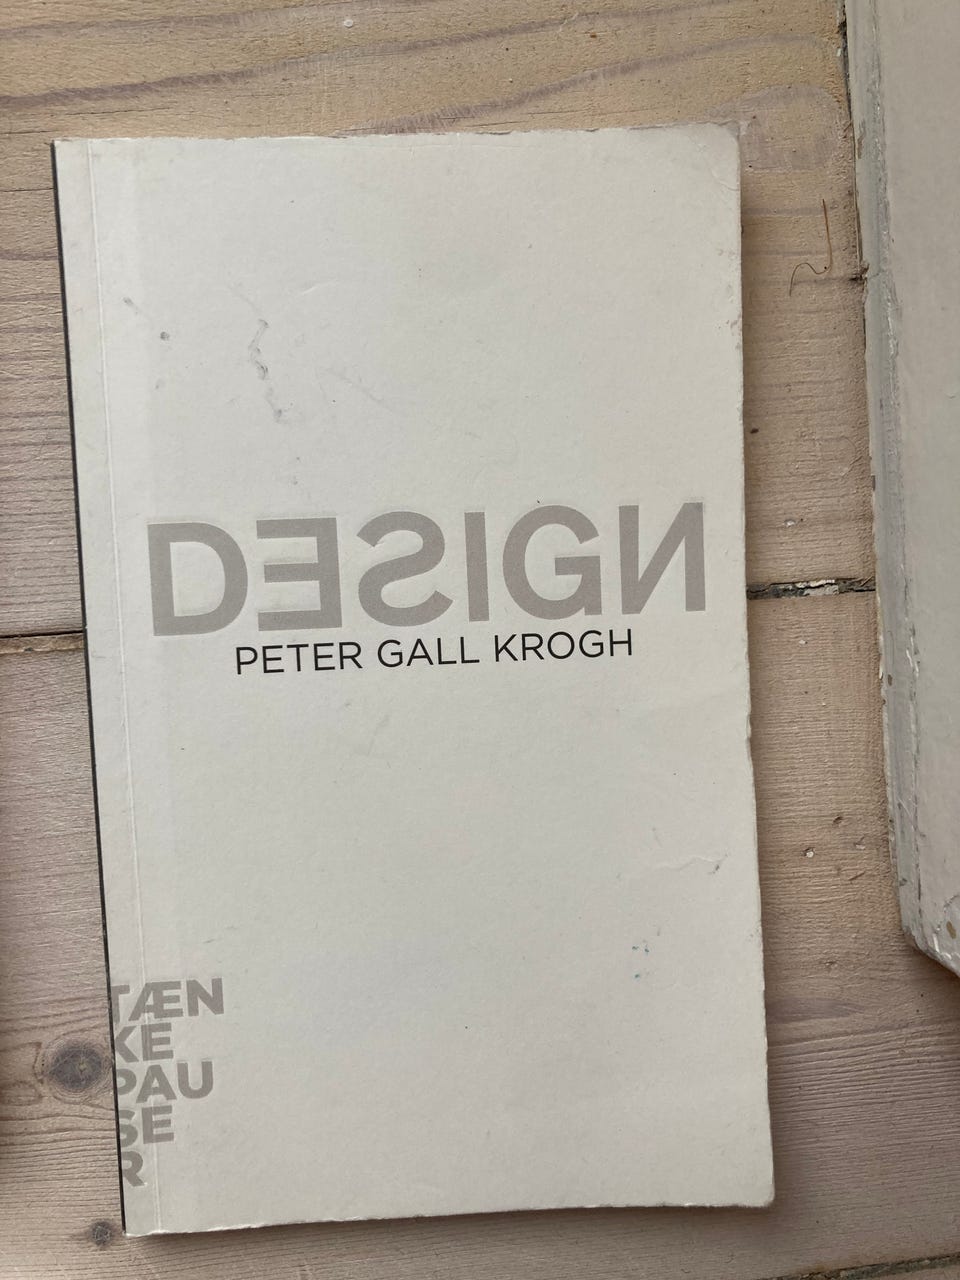 DESIGN
PETER GALL KROGH
TÆN
KE
PAU
SE
R